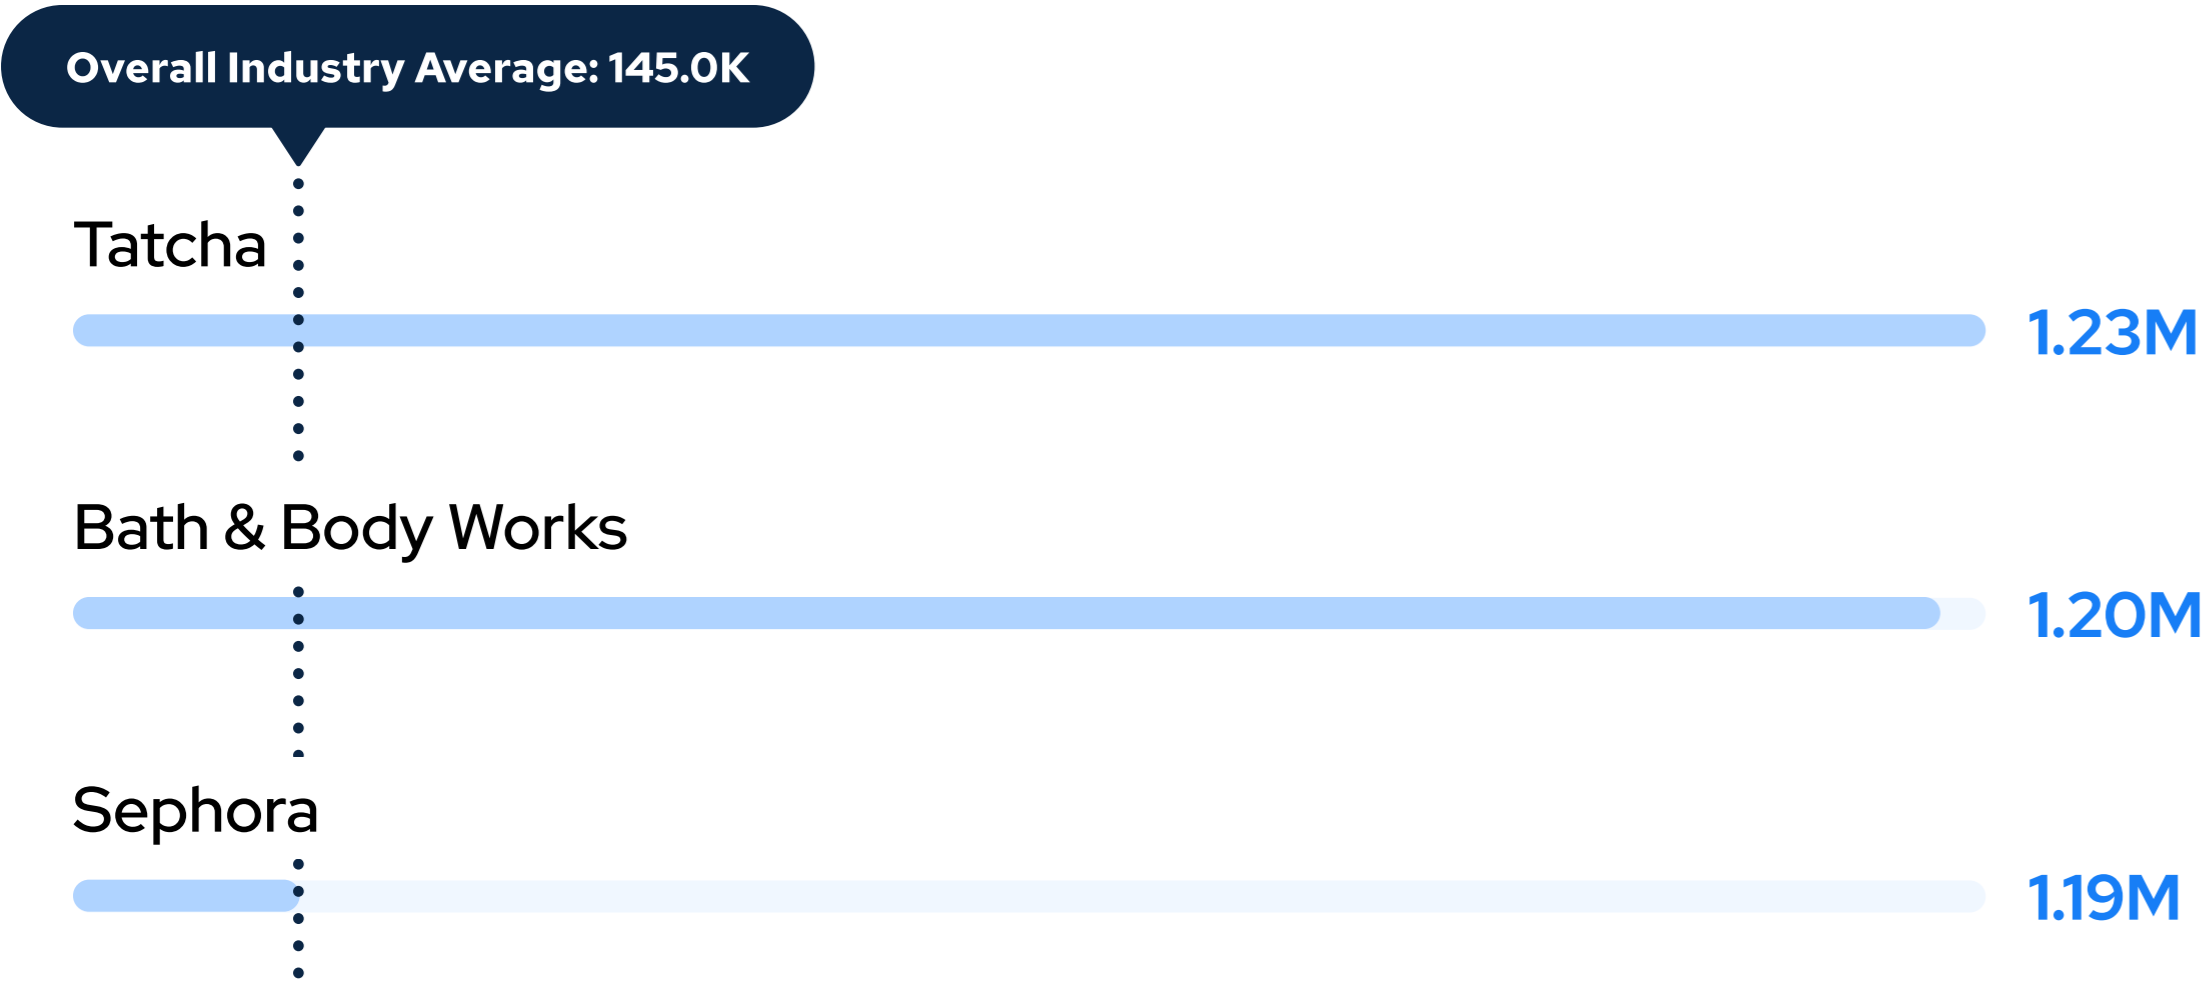 Overall Industry Average: 145.0K
Tatcha
1.23M
Bath & Body Works
1.20M
Sephora
1.19M